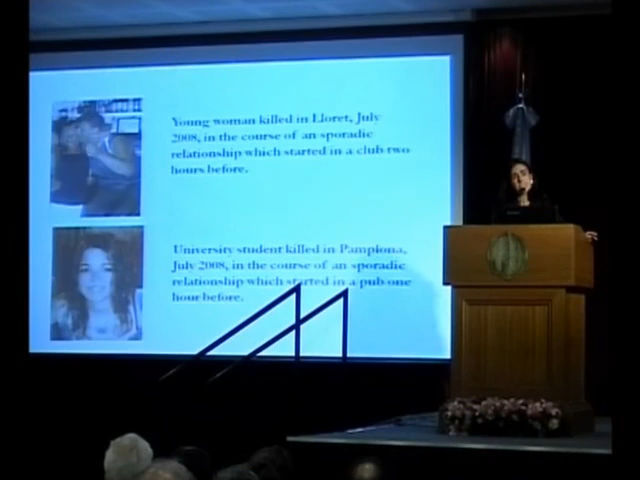 Young woman killed in Lloret, July
2008, in the course of an sporadic
relationship which started in a club two
hours before.
University student killed in Pamplona,
July 2008, in the course of an sporadic
relationship which started in a pub one
hour before.